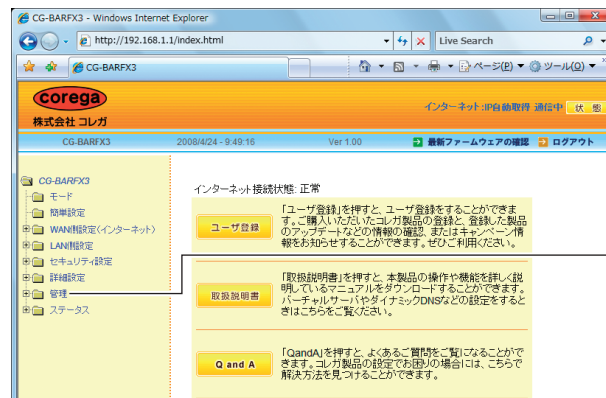 CG-BARFX3 - Windows Internet Explorer
http://192.168.1.1/index.html
Live Search
CG-BARFX3
ページ(P)
ツール(O)
corega
株式会社 コレガ
インターネット:IP自動取得 通信中
状 態
CG-BARFX3
2008/4/24 - 9:49:16
Ver 1.00
最新ファームウェアの確認
ログアウト
CG-BARFX3
モード
簡単設定
WAN側設定(インターネット)
LAN側設定
セキュリティ設定
詳細設定
管理
ステータス
インターネット接続状態: 正常
ユーザ登録
「ユーザ登録」を押すと、ユーザ登録をすることができま
す。ご購入いただいたコレガ製品の登録と、登録した製品
のアップデートなどの情報の確認、またはキャンペーン情
報をお知らせすることができます。ぜひご利用ください。
取扱説明書
「取扱説明書」を押すと、本製品の操作や機能を詳しく説
明しているマニュアルをダウンロードすることができます。
バーチャルサーバやダイナミックDNSなどの設定をすると
きはこちらをご覧ください。
Q and A
「QandA」を押すと、よくあるご質問をご覧になることがで
きます。コレガ製品の設定でお困りの場合には、こちらで
解決方法を見つけることができます。